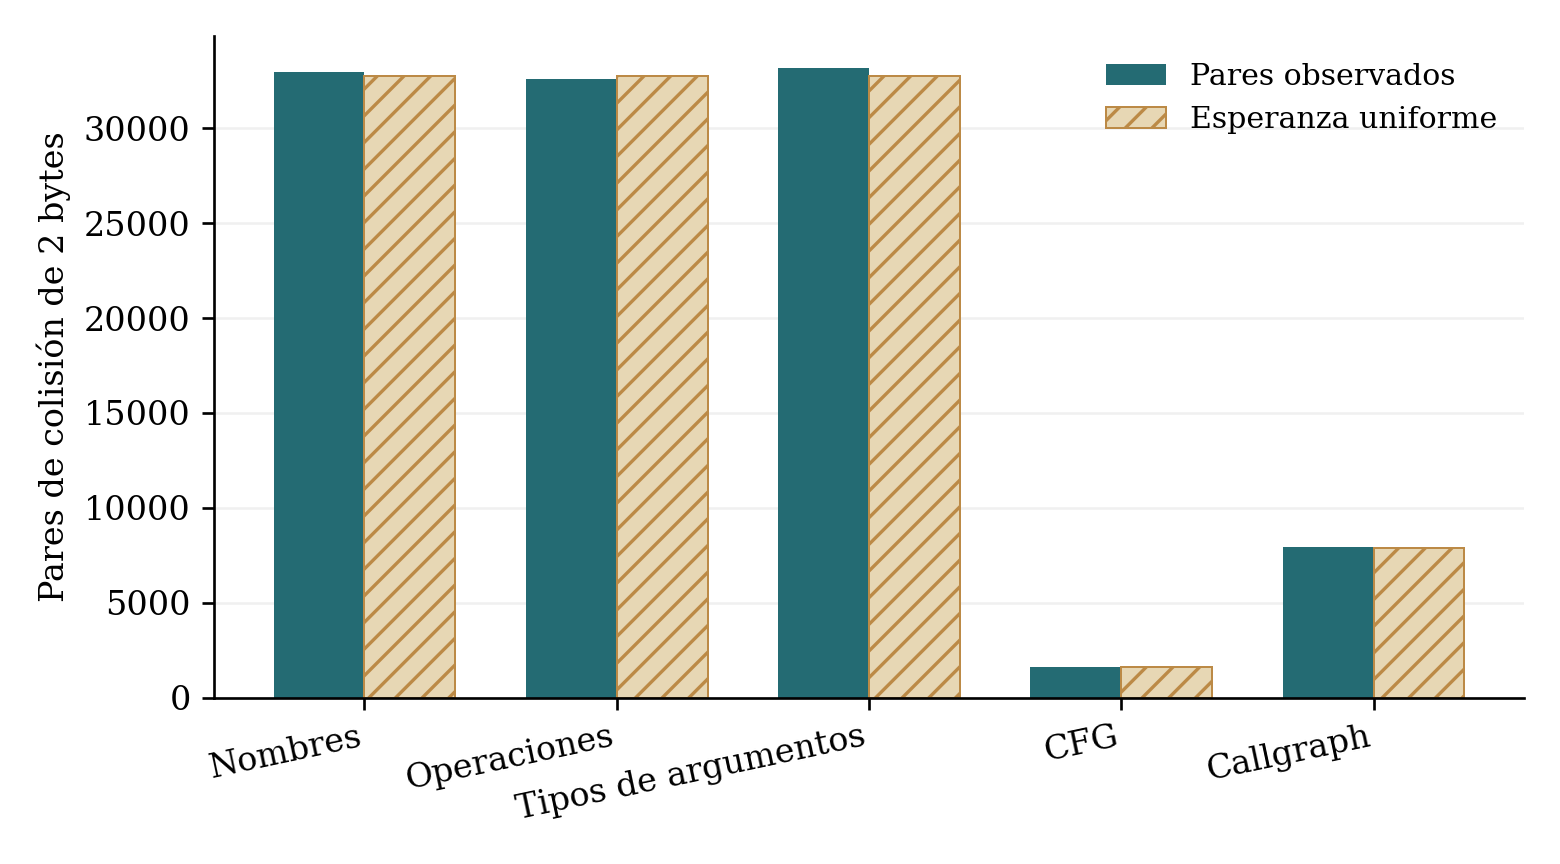 Pares de colisión de 2 bytes
30000
25000
20000
15000
10000
5000
0
Pares observados
Esperanza uniforme
Nombres
Operaciones
Tipos de argumentos
CFG
Callgraph